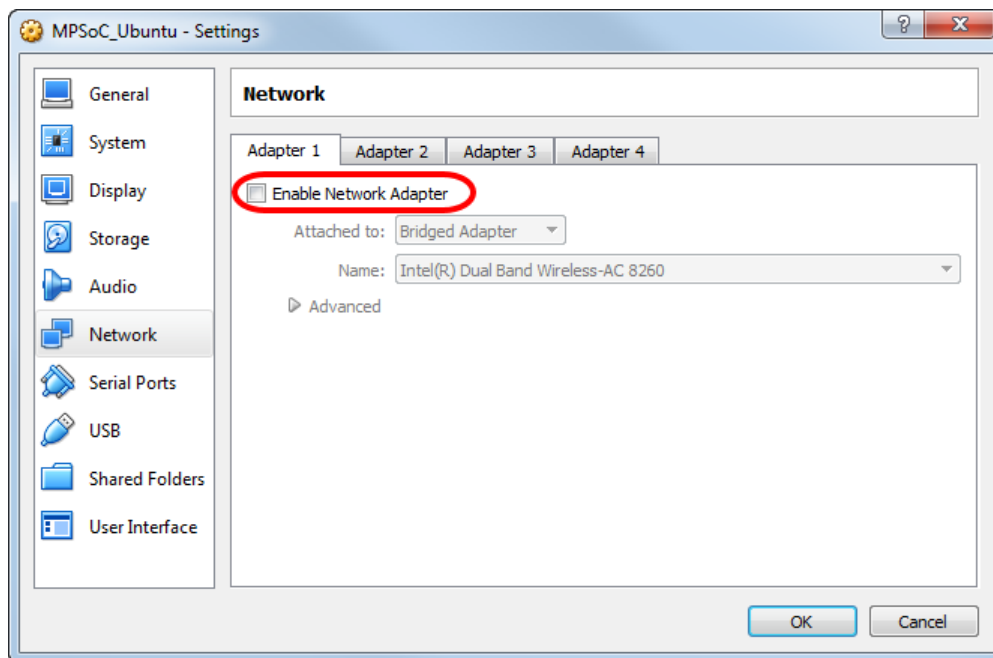 MPSoC_Ubuntu - Settings
?
X
General
System
Display
Storage
Audio
Network
Serial Ports
USB
Shared Folders
User Interface
Network
Adapter 1 Adapter 2 Adapter 3 Adapter 4
Enable Network Adapter
Attached to: Bridged Adapter
Name: Intel(R) Dual Band Wireless-AC 8260
Advanced
OK Cancel